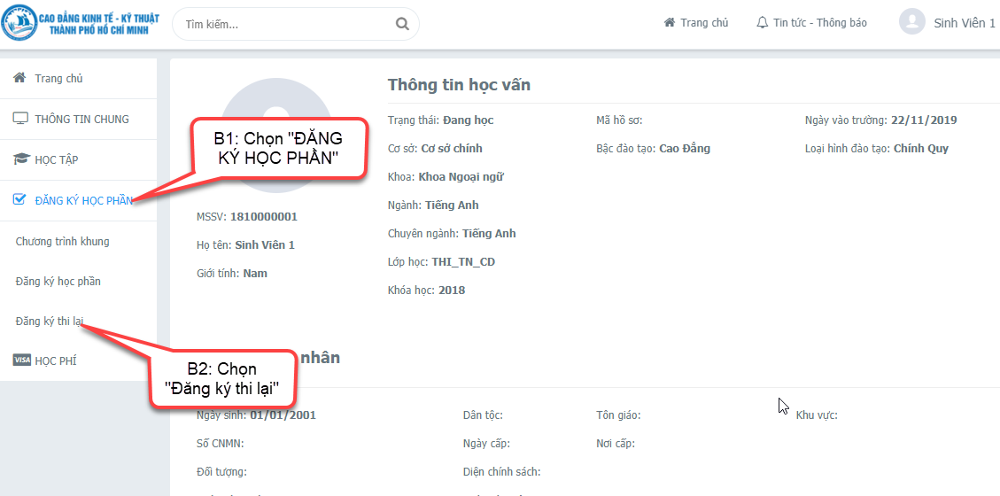 CAO ĐẲNG KINH TẾ - KỸ THUẬT
THÀNH PHỐ HỒ CHÍ MINH
Tìm kiếm...
Trang chủ
Tin tức - Thông báo
Sinh Viên 1
Trang chủ
THÔNG TIN CHUNG
HỌC TẬP
ĐĂNG KÝ HỌC PHẦN
Chương trình khung
Đăng ký học phần
Đăng ký thi lại
VISA HỌC PHÍ
B1: Chọn "ĐĂNG
KÝ HỌC PHẦN"
B2: Chọn
"Đăng ký thi lại"
MSSV: 1810000001
Họ tên: Sinh Viên 1
Giới tính: Nam
Thông tin học vấn
Trạng thái: Đang học
Mã hồ sơ:
Ngày vào trường: 22/11/2019
Cơ sở: Cơ sở chính
Bậc đào tạo: Cao Đẳng
Loại hình đào tạo: Chính Quy
Khoa: Khoa Ngoại ngữ
Ngành: Tiếng Anh
Chuyên ngành: Tiếng Anh
Lớp học: THI_TN_CD
Khóa học: 2018
nhân
Ngày sinh: 01/01/2001
Dân tộc:
Tôn giáo:
Khu vực:
Số CNMN:
Ngày cấp:
Nơi cấp:
Đối tượng:
Diện chính sách: